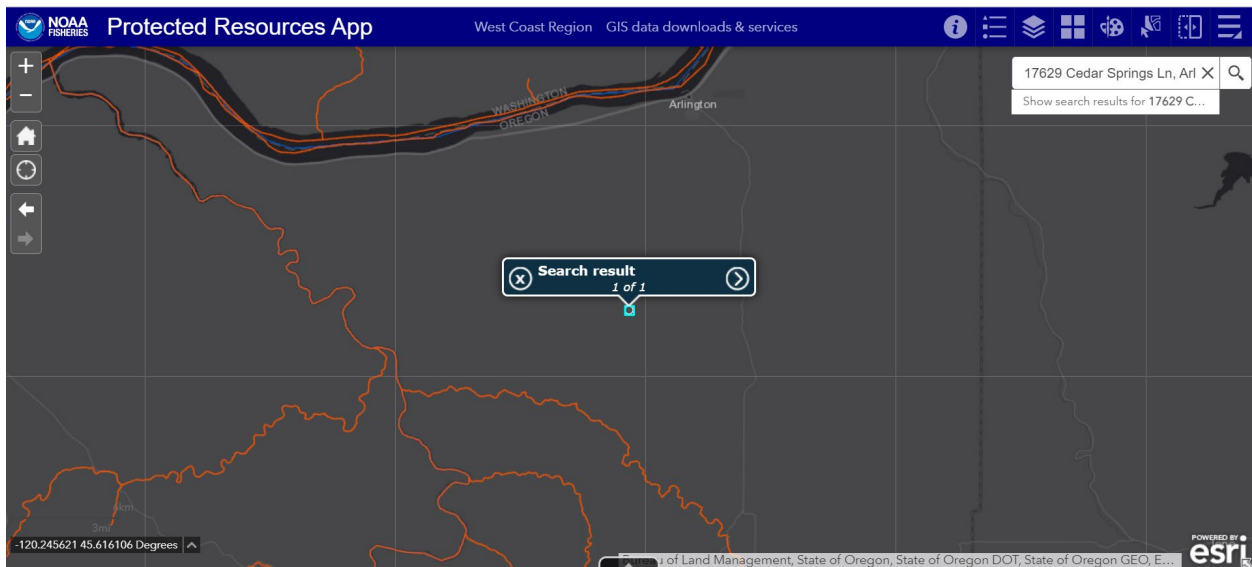 NOAA FISHERIES Protected Resources App West Coast Region GIS data downloads & services
17629 Cedar Springs Ln, Arl
Show search results for 17629 C...
WASHINGTON
OREGON
Arlington
Search result
1 of 1
6km
3mi
-120.245621 45.616106 Degrees
of Land Management, State of Oregon, State of Oregon DOT, State of Oregon GEO, E...
POWERED BY
esri